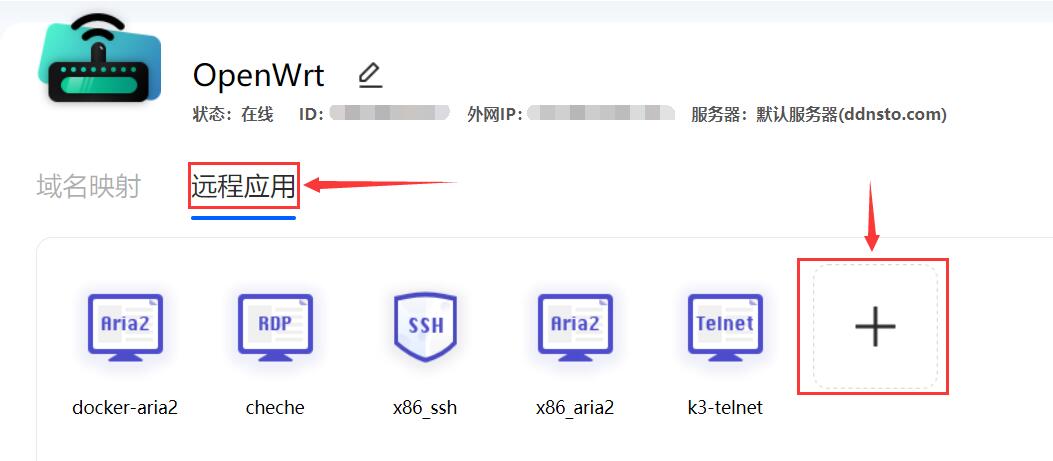 OpenWrt
状态：在线 ID： 外网IP： 服务器：默认服务器(ddnsto.com)
域名映射 远程应用
Aria2 RDP SSH Aria2 Telnet
docker-aria2 cheche x86_ssh x86_aria2 k3-telnet